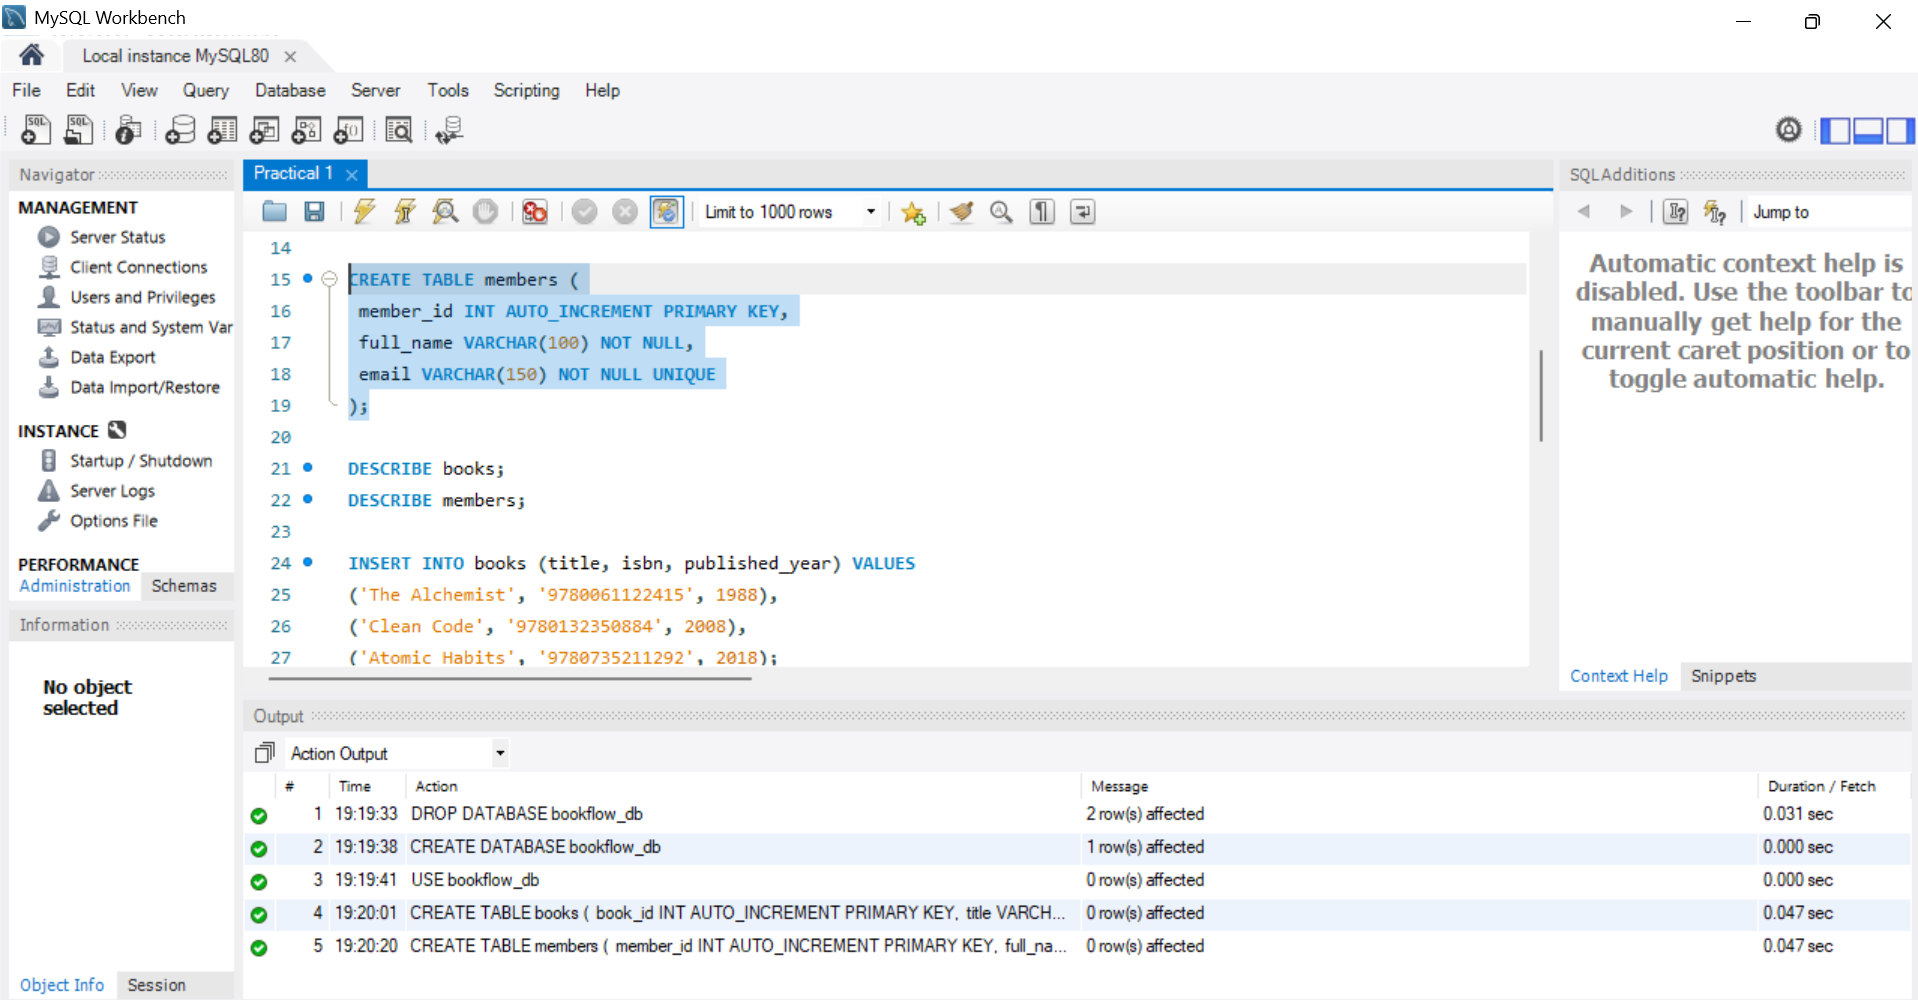 MySQL Workbench
Local instance MySQL80
File Edit View Query Database Server Tools Scripting Help
Navigator
MANAGEMENT
Server Status
Client Connections
Users and Privileges
Status and System Var
Data Export
Data Import/Restore
INSTANCE
Startup / Shutdown
Server Logs
Options File
PERFORMANCE
Administration Schemas
Information
No object
selected
Object Info Session
Practical 1
Limit to 1000 rows
14
15 CREATE TABLE members (
16 member_id INT AUTO_INCREMENT PRIMARY KEY,
17 full_name VARCHAR(100) NOT NULL,
18 email VARCHAR(150) NOT NULL UNIQUE
19 );
20
21 DESCRIBE books;
22 DESCRIBE members;
23
24 INSERT INTO books (title, isbn, published_year) VALUES
25 ('The Alchemist', '9780061122415', 1988),
26 ('Clean Code', '9780132350884', 2008),
27 ('Atomic Habits', '9780735211292', 2018);
SQLAdditions
Jump to
Automatic context help is
disabled. Use the toolbar to
manually get help for the
current caret position or to
toggle automatic help.
Context Help Snippets
Output
Action Output
# Time Action Message Duration / Fetch
1 19:19:33 DROP DATABASE bookflow_db 2 row(s) affected 0.031 sec
2 19:19:38 CREATE DATABASE bookflow_db 1 row(s) affected 0.000 sec
3 19:19:41 USE bookflow_db 0 row(s) affected 0.000 sec
4 19:20:01 CREATE TABLE books ( book_id INT AUTO_INCREMENT PRIMARY KEY, title VARCH... 0 row(s) affected 0.047 sec
5 19:20:20 CREATE TABLE members ( member_id INT AUTO_INCREMENT PRIMARY KEY, full_na... 0 row(s) affected 0.047 sec